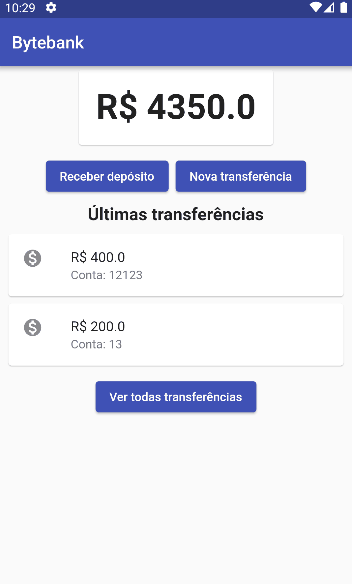 10:29
Bytebank
R$ 4350.0
Receber depósito
Nova transferência
Últimas transferências
R$ 400.0
Conta: 12123
R$ 200.0
Conta: 13
Ver todas transferências